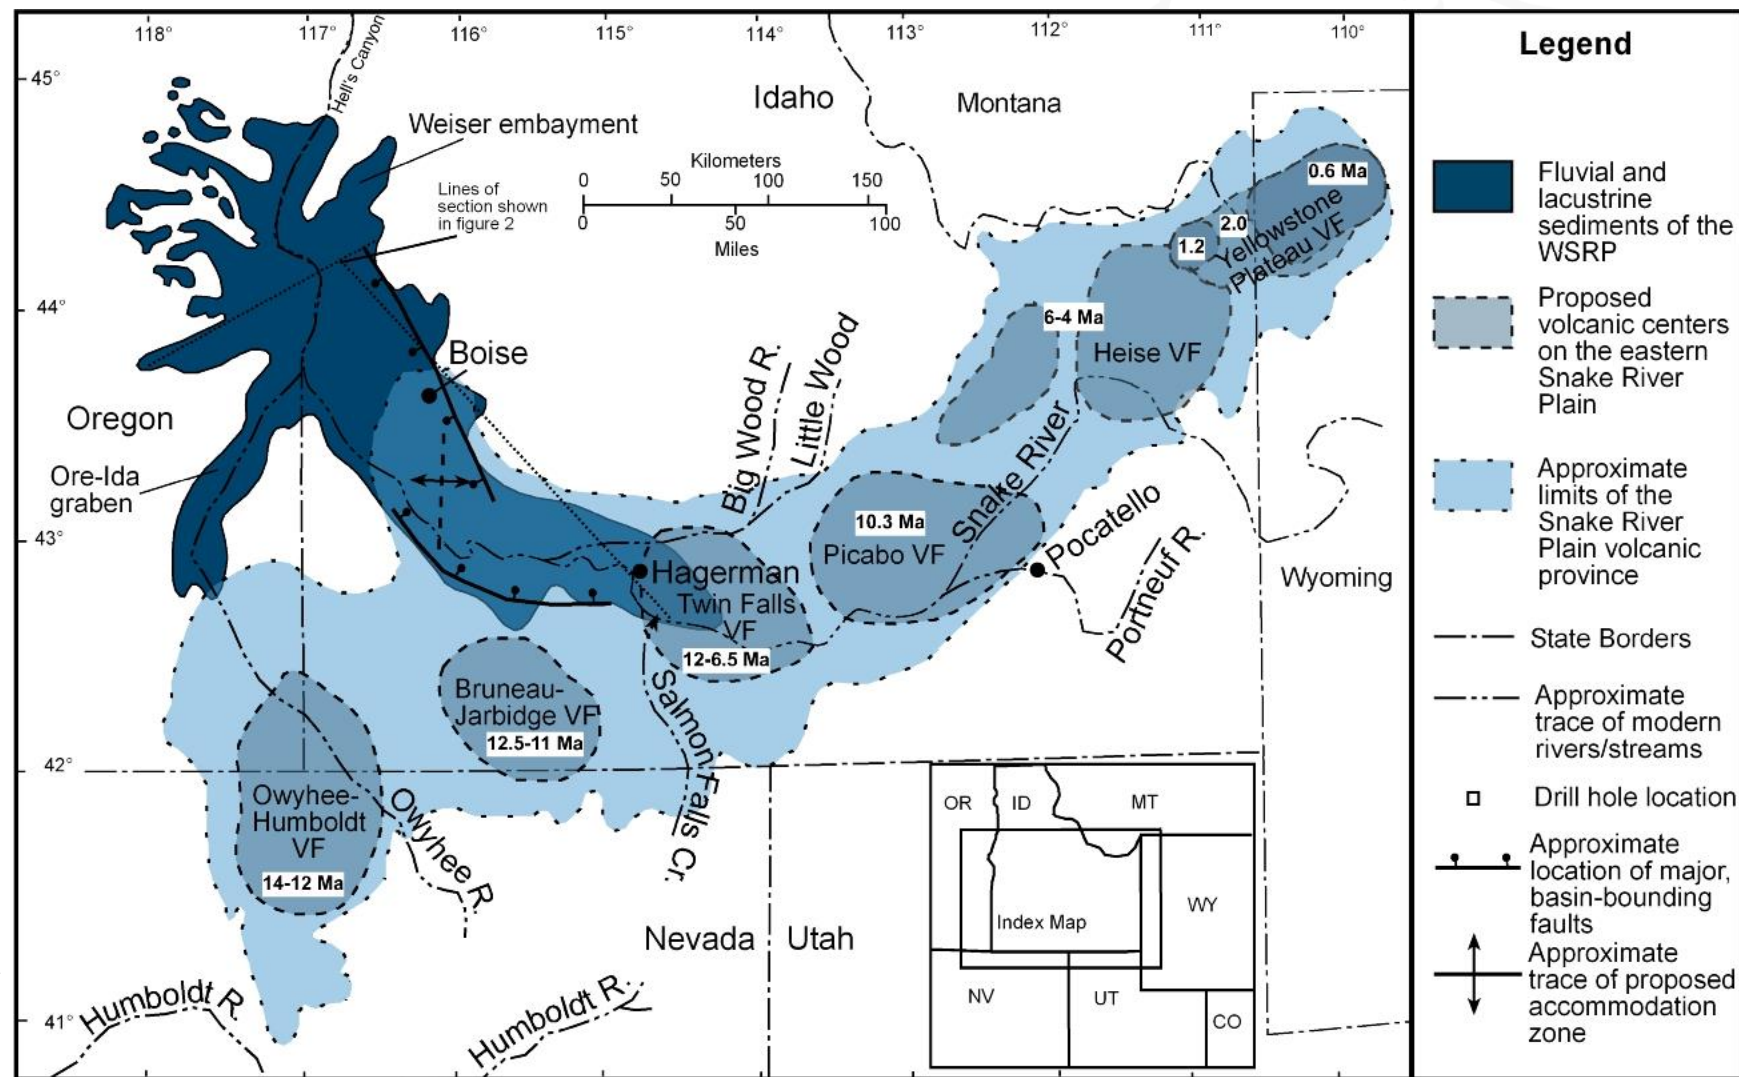 118°
117°
116°
115°
114°
113°
112°
111°
110°
45°
44°
43°
42°
41°
Hell's Canyon
Idaho
Montana
Weiser embayment
Kilometers
0
50
100
150
0
50
100
Miles
Lines of
section shown
in figure 2
0.6 Ma
2.0
1.2
Yellowstone
Plateau VF
6-4 Ma
Heise VF
Boise
Oregon
Ore-Ida
graben
Big Wood R.
Little Wood
Snake River
10.3 Ma
Picabo VF
Pocatello
Portneuf R.
Wyoming
Hagerman
Twin Falls
VF
12-6.5 Ma
Salmon Falls Cr.
Bruneau-
Jarbidge VF
12.5-11 Ma
Owyhee-
Humboldt
VF
14-12 Ma
Owyhee R.
Nevada
Utah
Humboldt R.
Humboldt R.
OR
ID
MT
WY
Index Map
NV
UT
CO
Legend
Fluvial and
lacustrine
sediments of the
WSRP
Proposed
volcanic centers
on the eastern
Snake River
Plain
Approximate
limits of the
Snake River
Plain volcanic
province
State Borders
Approximate
trace of modern
rivers/streams
Drill hole location
Approximate
location of major,
basin-bounding
faults
Approximate
trace of proposed
accommodation
zone